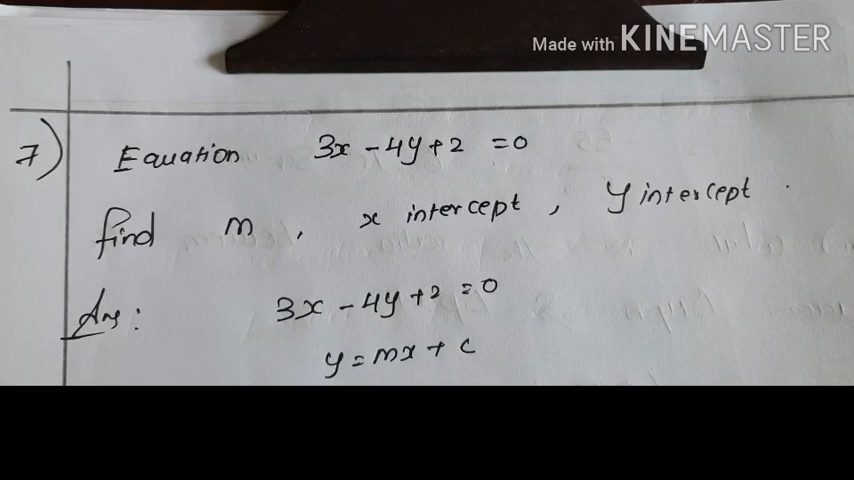 Made with KINEMASTER
7) Equation 3x - 4y + 2 = 0
find m, x intercept, y intercept.
Ans: 3x - 4y + 2 = 0
y = mx + c